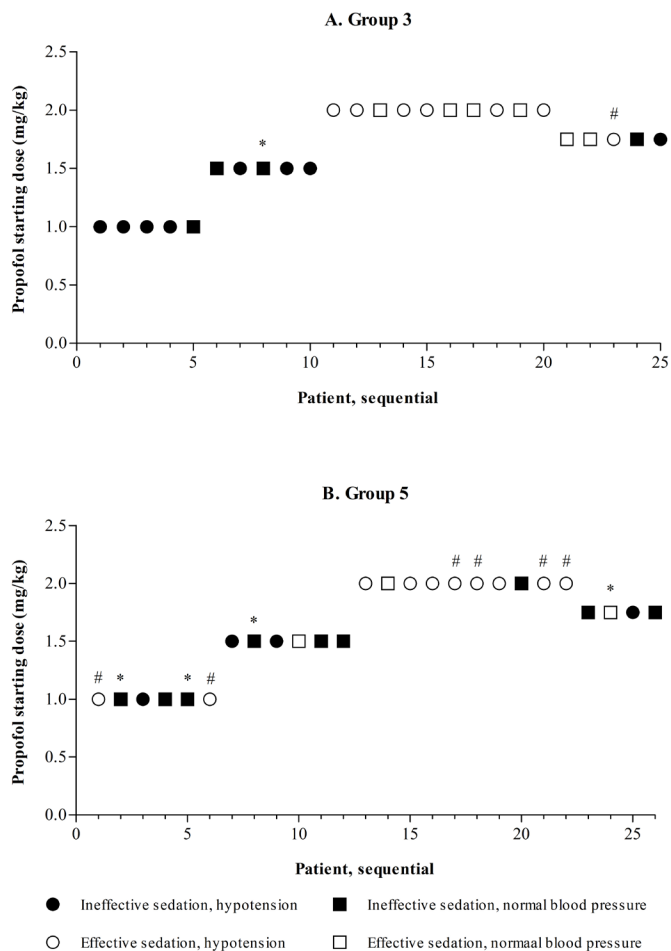 A. Group 3
Propofol starting dose (mg/kg)
2.5
2.0
1.5
1.0
0.5
0.0
* #
0 5 10 15 20 25
Patient, sequential
B. Group 5
Propofol starting dose (mg/kg)
2.5
2.0
1.5
1.0
0.5
0.0
# # # # *
*
# * * #
0 5 10 15 20 25
Patient, sequential
Ineffective sedation, hypotension
Ineffective sedation, normal blood pressure
Effective sedation, hypotension
Effective sedation, normaal blood pressure